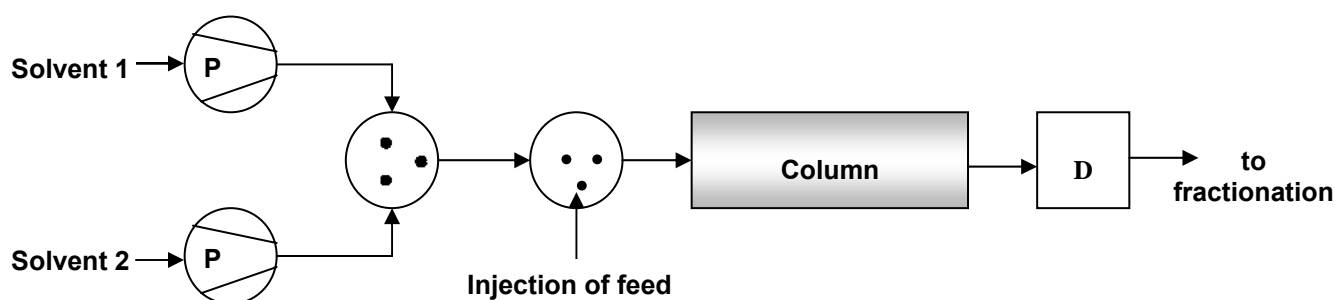 Solvent 1
P
Solvent 2
P
Injection of feed
Column
D
to
fractionation